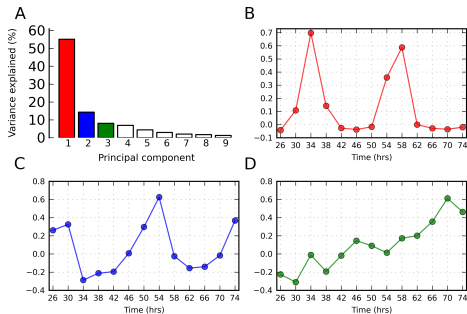 A
Variance explained (%)
60
50
40
30
20
10
0
1 2 3 4 5 6 7 8 9
Principal component
B
0.7
0.6
0.5
0.4
0.3
0.2
0.1
0.0
−0.1
26 30 34 38 42 46 50 54 58 62 66 70 74
Time (hrs)
C
0.8
0.6
0.4
0.2
0.0
−0.2
−0.4
26 30 34 38 42 46 50 54 58 62 66 70 74
Time (hrs)
D
0.8
0.6
0.4
0.2
0.0
−0.2
−0.4
26 30 34 38 42 46 50 54 58 62 66 70 74
Time (hrs)